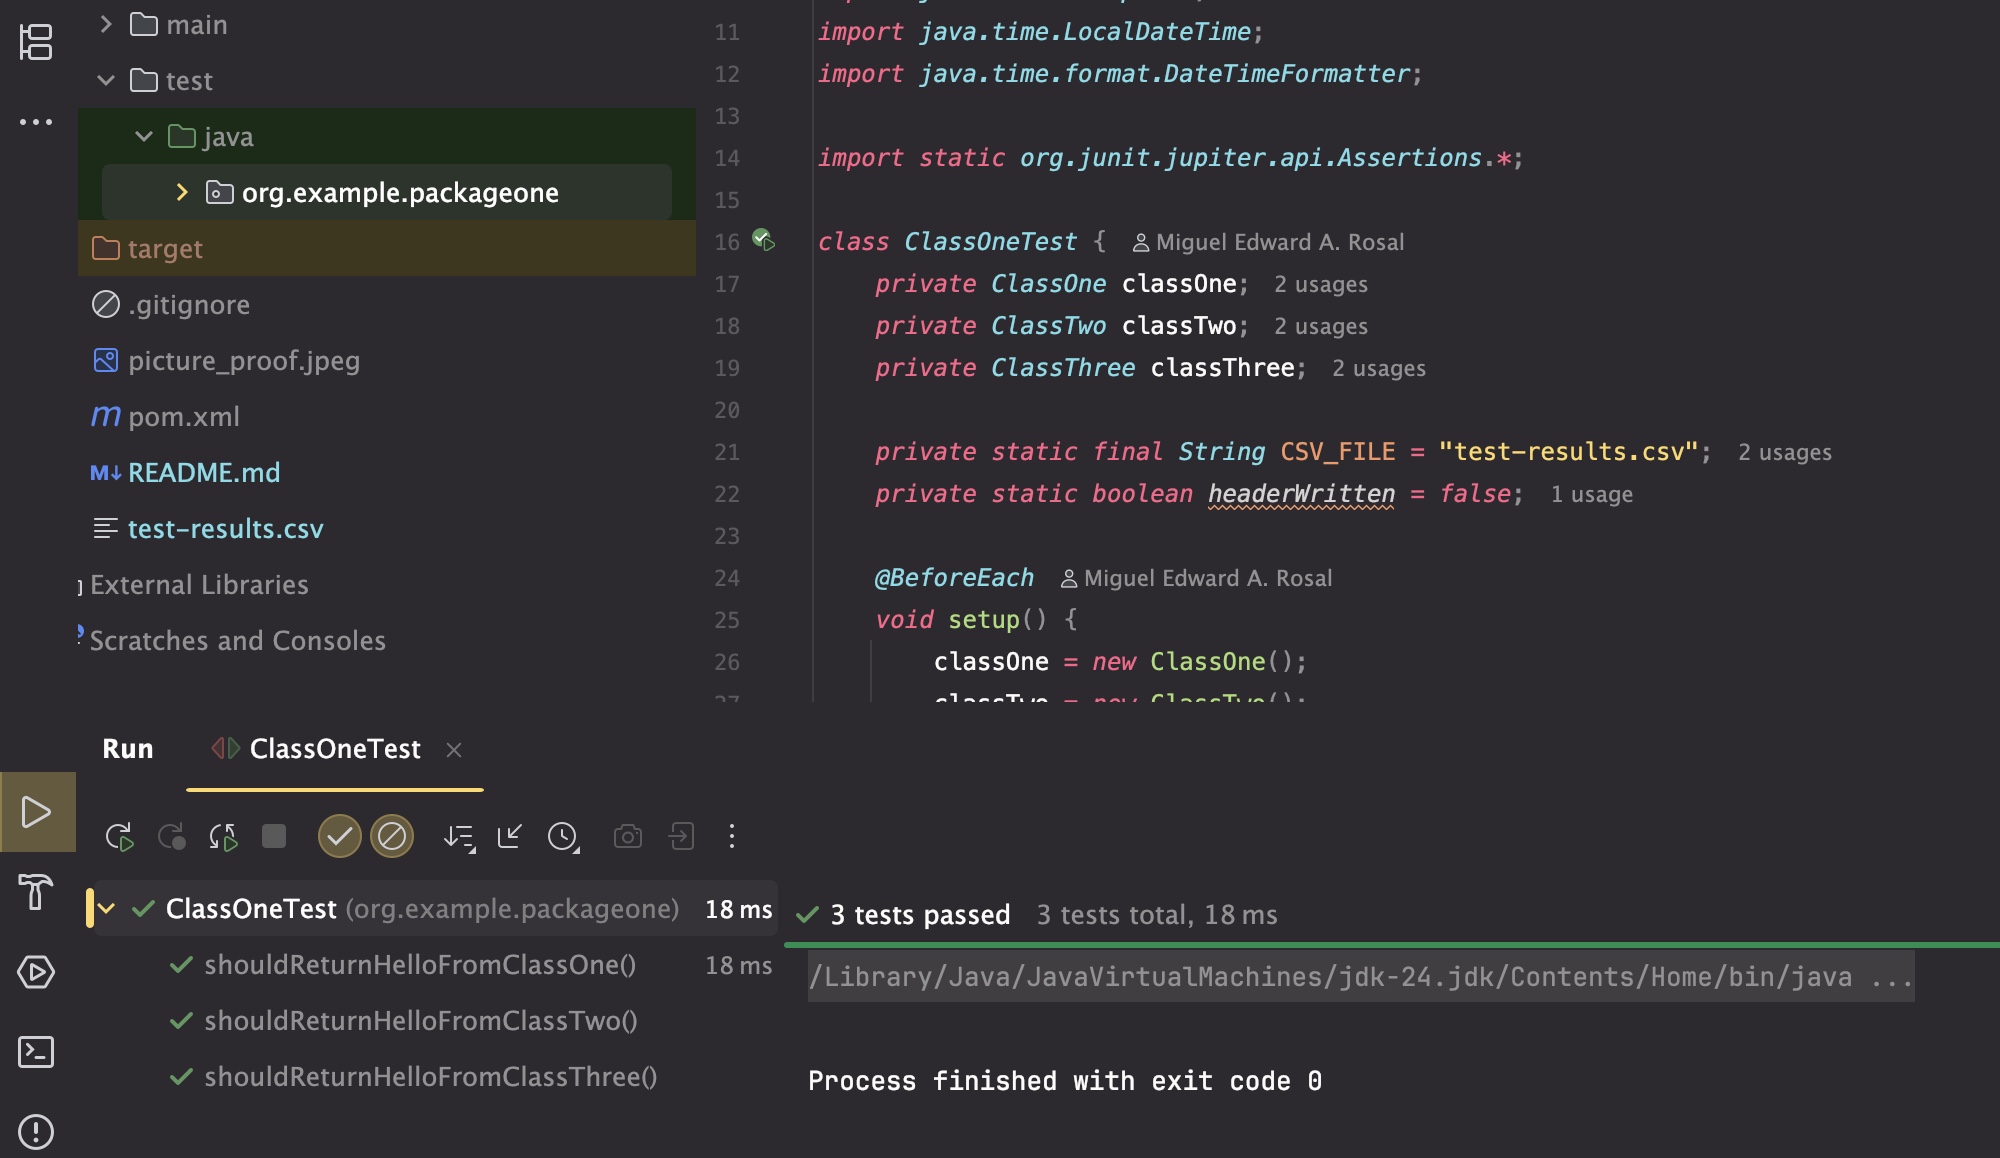 main
test
java
org.example.packageone
target
.gitignore
picture_proof.jpeg
m pom.xml
M↓ README.md
test-results.csv
External Libraries
Scratches and Consoles
11 import java.time.LocalDateTime;
12 import java.time.format.DateTimeFormatter;
13
14 import static org.junit.jupiter.api.Assertions.*;
15
16 class ClassOneTest { Miguel Edward A. Rosal
17 private ClassOne classOne; 2 usages
18 private ClassTwo classTwo; 2 usages
19 private ClassThree classThree; 2 usages
20
21 private static final String CSV_FILE = "test-results.csv"; 2 usages
22 private static boolean headerWritten = false; 1 usage
23
24 @BeforeEach Miguel Edward A. Rosal
25 void setup() {
26 classOne = new ClassOne();
27 classTwo = new ClassTwo();
Run ClassOneTest
ClassOneTest (org.example.packageone) 18 ms
shouldReturnHelloFromClassOne() 18 ms
shouldReturnHelloFromClassTwo()
shouldReturnHelloFromClassThree()
3 tests passed 3 tests total, 18 ms
/Library/Java/JavaVirtualMachines/jdk-24.jdk/Contents/Home/bin/java ...
Process finished with exit code 0